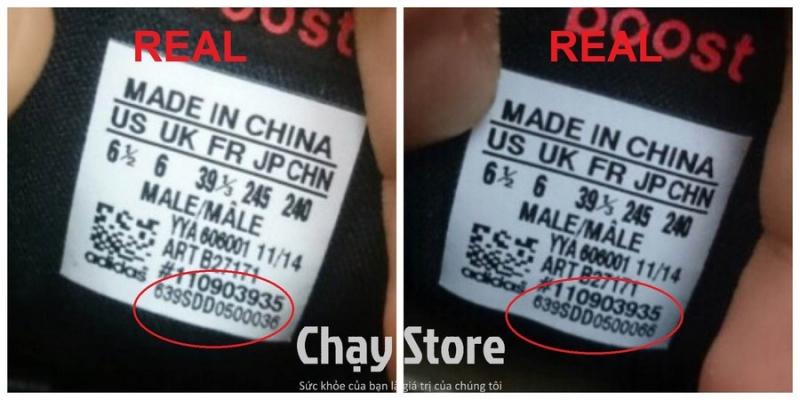 boost
REAL
MADE IN CHINA
US UK FR JP CHN
6½ 6 39⅓ 245 240
MALE/MÂLE
YYA 606001 11/14
ART B27171
#110903935
639SDD0500036
adidas
boost
REAL
MADE IN CHINA
US UK FR JP CHN
6½ 6 39⅓ 245 240
MALE/MÂLE
YYA 606001 11/14
ART B27171
#110903935
639SDD0500066
adidas
Chạy Store
Sức khỏe của bạn là giá trị của chúng tôi